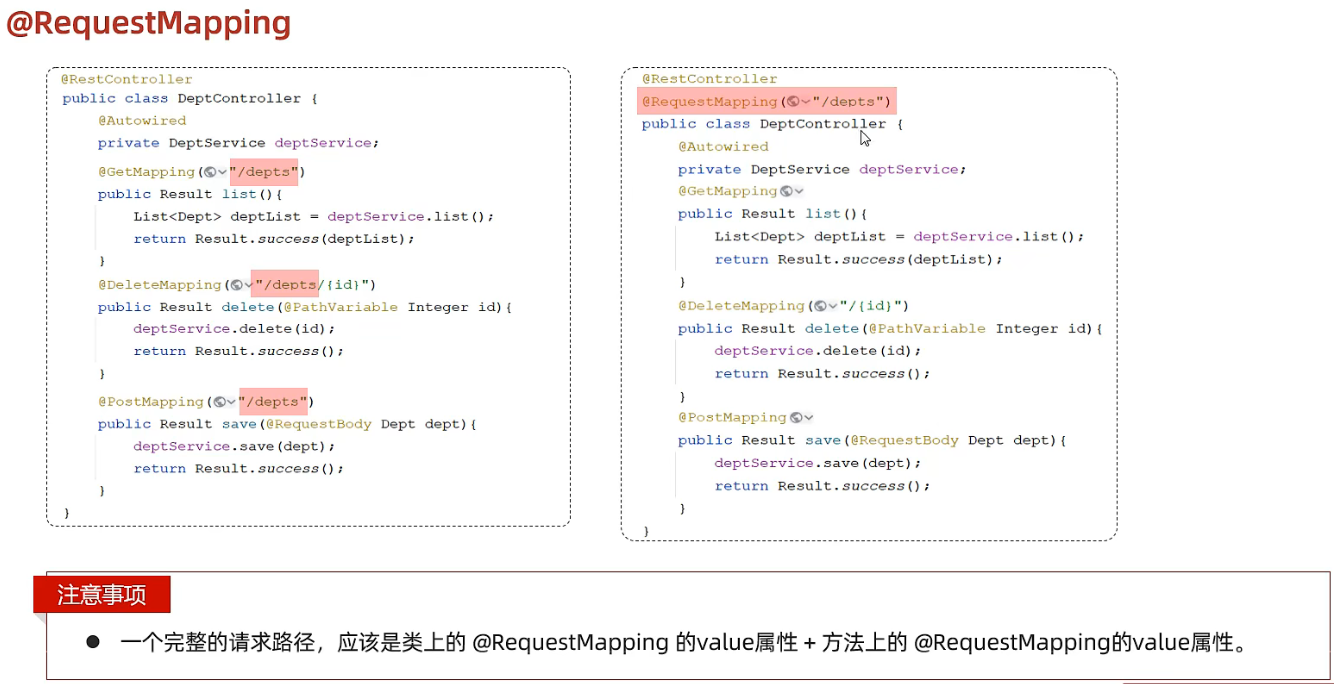 @RequestMapping
@RestController
public class DeptController {
@Autowired
private DeptService deptService;
@GetMapping("/depts")
public Result list(){
List<Dept> deptList = deptService.list();
return Result.success(deptList);
}
@DeleteMapping("/depts/{id}")
public Result delete(@PathVariable Integer id){
deptService.delete(id);
return Result.success();
}
@PostMapping("/depts")
public Result save(@RequestBody Dept dept){
deptService.save(dept);
return Result.success();
}
}
@RestController
@RequestMapping("/depts")
public class DeptController {
@Autowired
private DeptService deptService;
@GetMapping
public Result list(){
List<Dept> deptList = deptService.list();
return Result.success(deptList);
}
@DeleteMapping("/{id}")
public Result delete(@PathVariable Integer id){
deptService.delete(id);
return Result.success();
}
@PostMapping
public Result save(@RequestBody Dept dept){
deptService.save(dept);
return Result.success();
}
}
注意事项
● 一个完整的请求路径，应该是类上的 @RequestMapping 的value属性 + 方法上的 @RequestMapping的value属性。